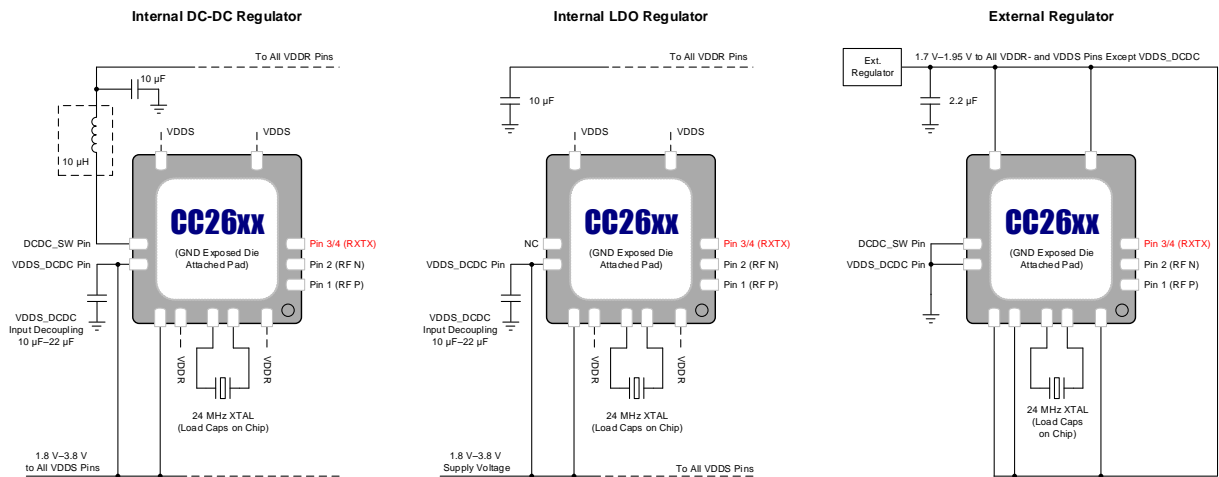 Internal DC-DC Regulator
To All VDDR Pins
10 µF
10 µH
VDDS
VDDS
CC26xx
(GND Exposed Die
Attached Pad)
DCDC_SW Pin
VDDS_DCDC Pin
Pin 3/4 (RXTX)
Pin 2 (RF N)
Pin 1 (RF P)
VDDS_DCDC
Input Decoupling
10 µF–22 µF
VDDR
VDDR
24 MHz XTAL
(Load Caps on Chip)
1.8 V–3.8 V
to All VDDS Pins
Internal LDO Regulator
To All VDDR Pins
10 µF
VDDS
VDDS
CC26xx
(GND Exposed Die
Attached Pad)
NC
VDDS_DCDC Pin
Pin 3/4 (RXTX)
Pin 2 (RF N)
Pin 1 (RF P)
VDDS_DCDC
Input Decoupling
10 µF–22 µF
VDDR
VDDR
24 MHz XTAL
(Load Caps on Chip)
1.8 V–3.8 V
Supply Voltage
To All VDDS Pins
External Regulator
Ext.
Regulator
1.7 V–1.95 V to All VDDR- and VDDS Pins Except VDDS_DCDC
2.2 µF
CC26xx
(GND Exposed Die
Attached Pad)
DCDC_SW Pin
VDDS_DCDC Pin
Pin 3/4 (RXTX)
Pin 2 (RF N)
Pin 1 (RF P)
24 MHz XTAL
(Load Caps
on Chip)